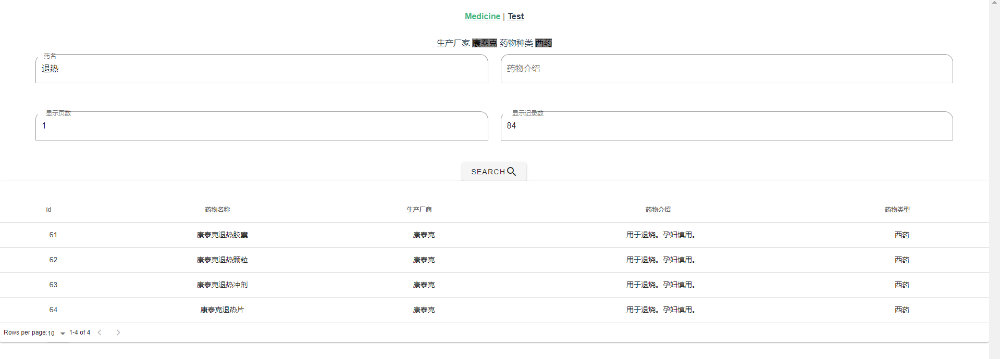 Medicine | Test
生产厂家 康泰克 药物种类 西药
药名
退热
药物介绍
显示页数
1
显示记录数
84
SEARCH
id 药物名称 生产厂商 药物介绍 药物类型
61 康泰克退热胶囊 康泰克 用于退烧。孕妇慎用。 西药
62 康泰克退热颗粒 康泰克 用于退烧。孕妇慎用。 西药
63 康泰克退热冲剂 康泰克 用于退烧。孕妇慎用。 西药
64 康泰克退热片 康泰克 用于退烧。孕妇慎用。 西药
Rows per page: 10 1-4 of 4